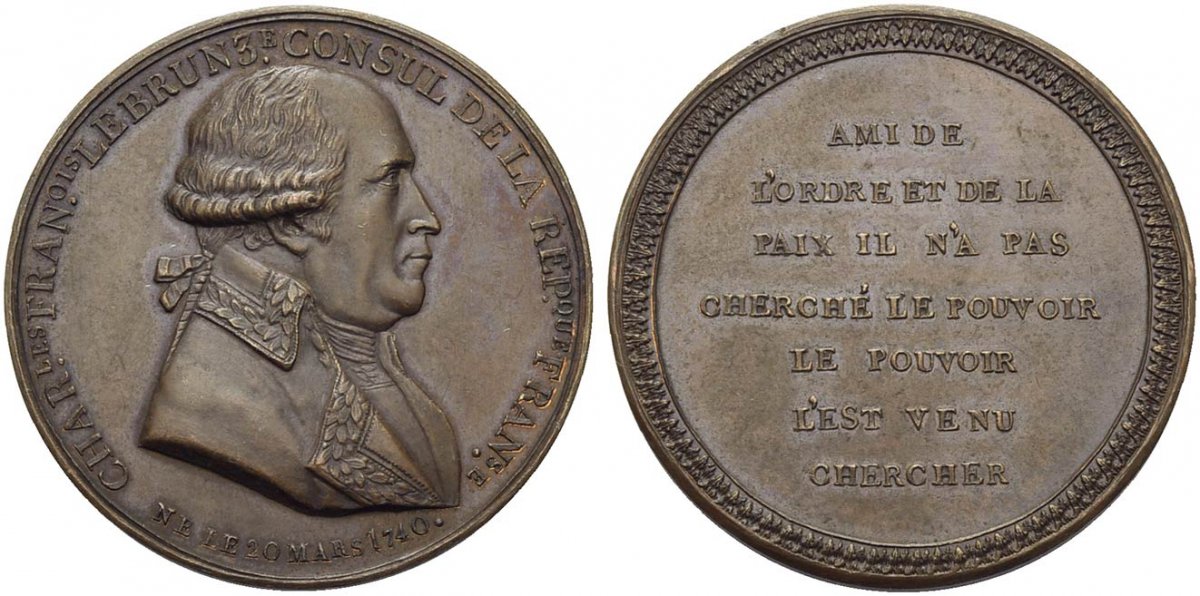 CHAR.LES FRAN.OIS LEBRUN 3.E CONSUL DE LA REP.QUE FRAN.SE
NE LE 20 MARS 1740.
AMI DE
L'ORDRE ET DE LA
PAIX IL N'A PAS
CHERCHÉ LE POUVOIR
LE POUVOIR
L'EST VENU
CHERCHER